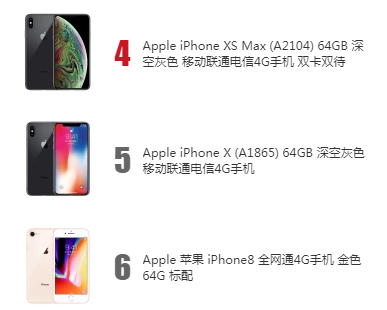 4
Apple iPhone XS Max (A2104) 64GB 深
空灰色 移动联通电信4G手机 双卡双待
5
Apple iPhone X (A1865) 64GB 深空灰色
移动联通电信4G手机
6
Apple 苹果 iPhone8 全网通4G手机 金色
64G 标配